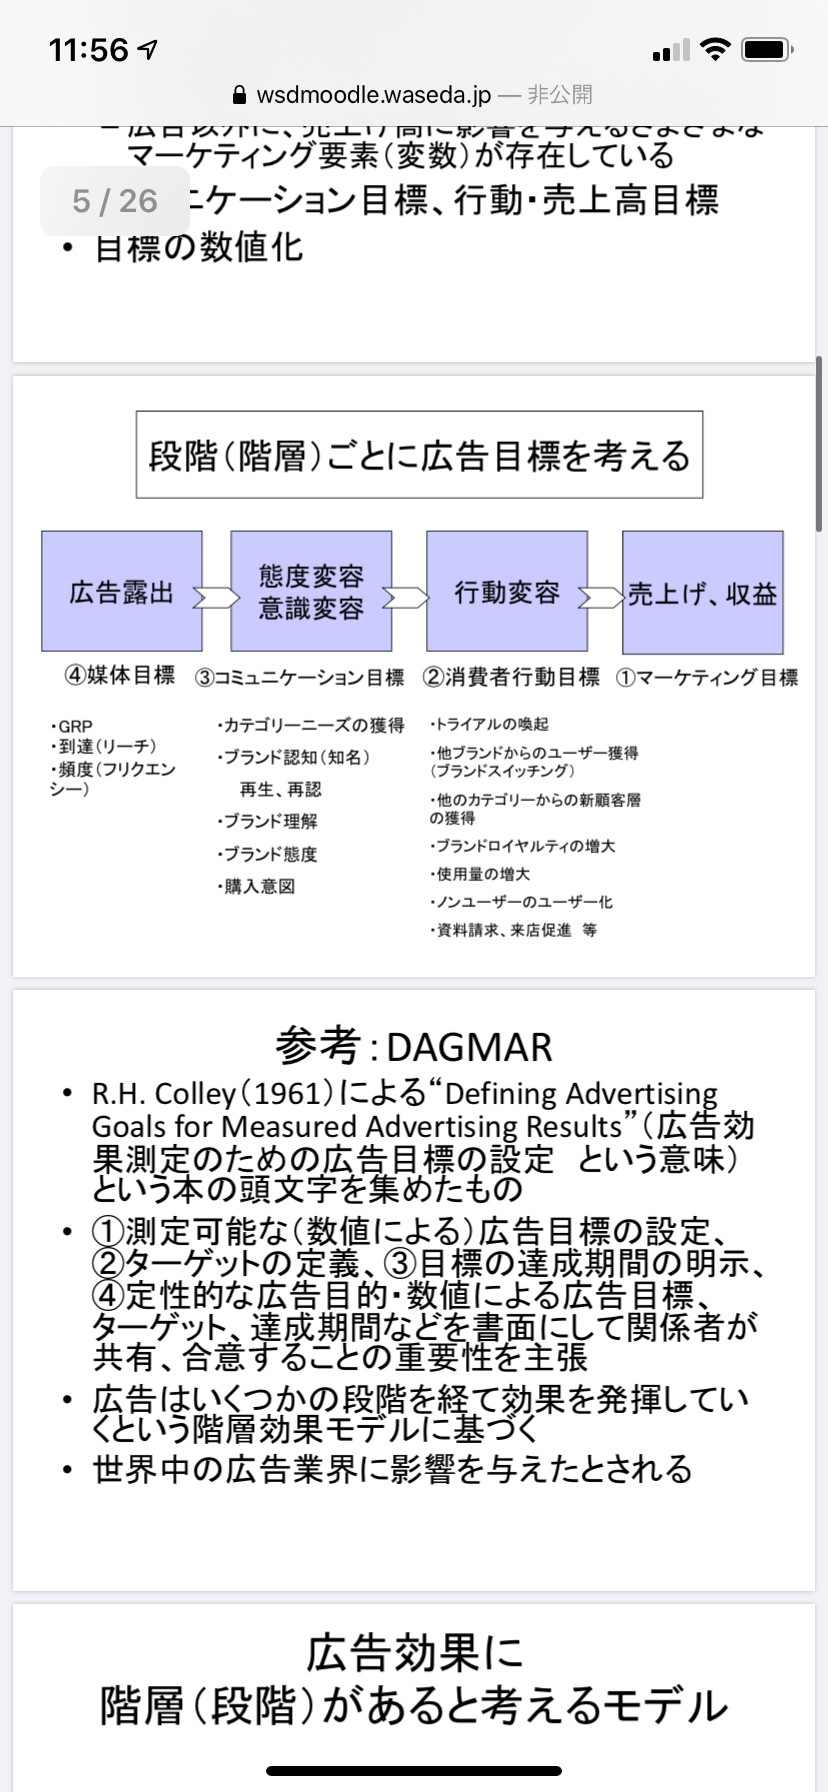 11:56
wsdmoodle.waseda.jp — 非公開
– 広告以外に、売上げ高に影響を与えるさまざまな
マーケティング要素（変数）が存在している
5 / 26
ニケーション目標、行動・売上高目標
• 目標の数値化
段階（階層）ごとに広告目標を考える
広告露出
態度変容
意識変容
行動変容
売上げ、収益
④媒体目標
③コミュニケーション目標
②消費者行動目標
①マーケティング目標
・GRP
・到達（リーチ）
・頻度（フリクエン
シー）
・カテゴリーニーズの獲得
・ブランド認知（知名）
再生、再認
・ブランド理解
・ブランド態度
・購入意図
・トライアルの喚起
・他ブランドからのユーザー獲得
（ブランドスイッチング）
・他のカテゴリーからの新顧客層
の獲得
・ブランドロイヤルティの増大
・使用量の増大
・ノンユーザーのユーザー化
・資料請求、来店促進 等
参考：DAGMAR
• R.H. Colley（1961）による“Defining Advertising
Goals for Measured Advertising Results”（広告効
果測定のための広告目標の設定　という意味）
という本の頭文字を集めたもの
• ①測定可能な（数値による）広告目標の設定、
②ターゲットの定義、③目標の達成期間の明示、
④定性的な広告目的・数値による広告目標、
ターゲット、達成期間などを書面にして関係者が
共有、合意することの重要性を主張
• 広告はいくつかの段階を経て効果を発揮してい
くという階層効果モデルに基づく
• 世界中の広告業界に影響を与えたとされる
広告効果に
階層（段階）があると考えるモデル